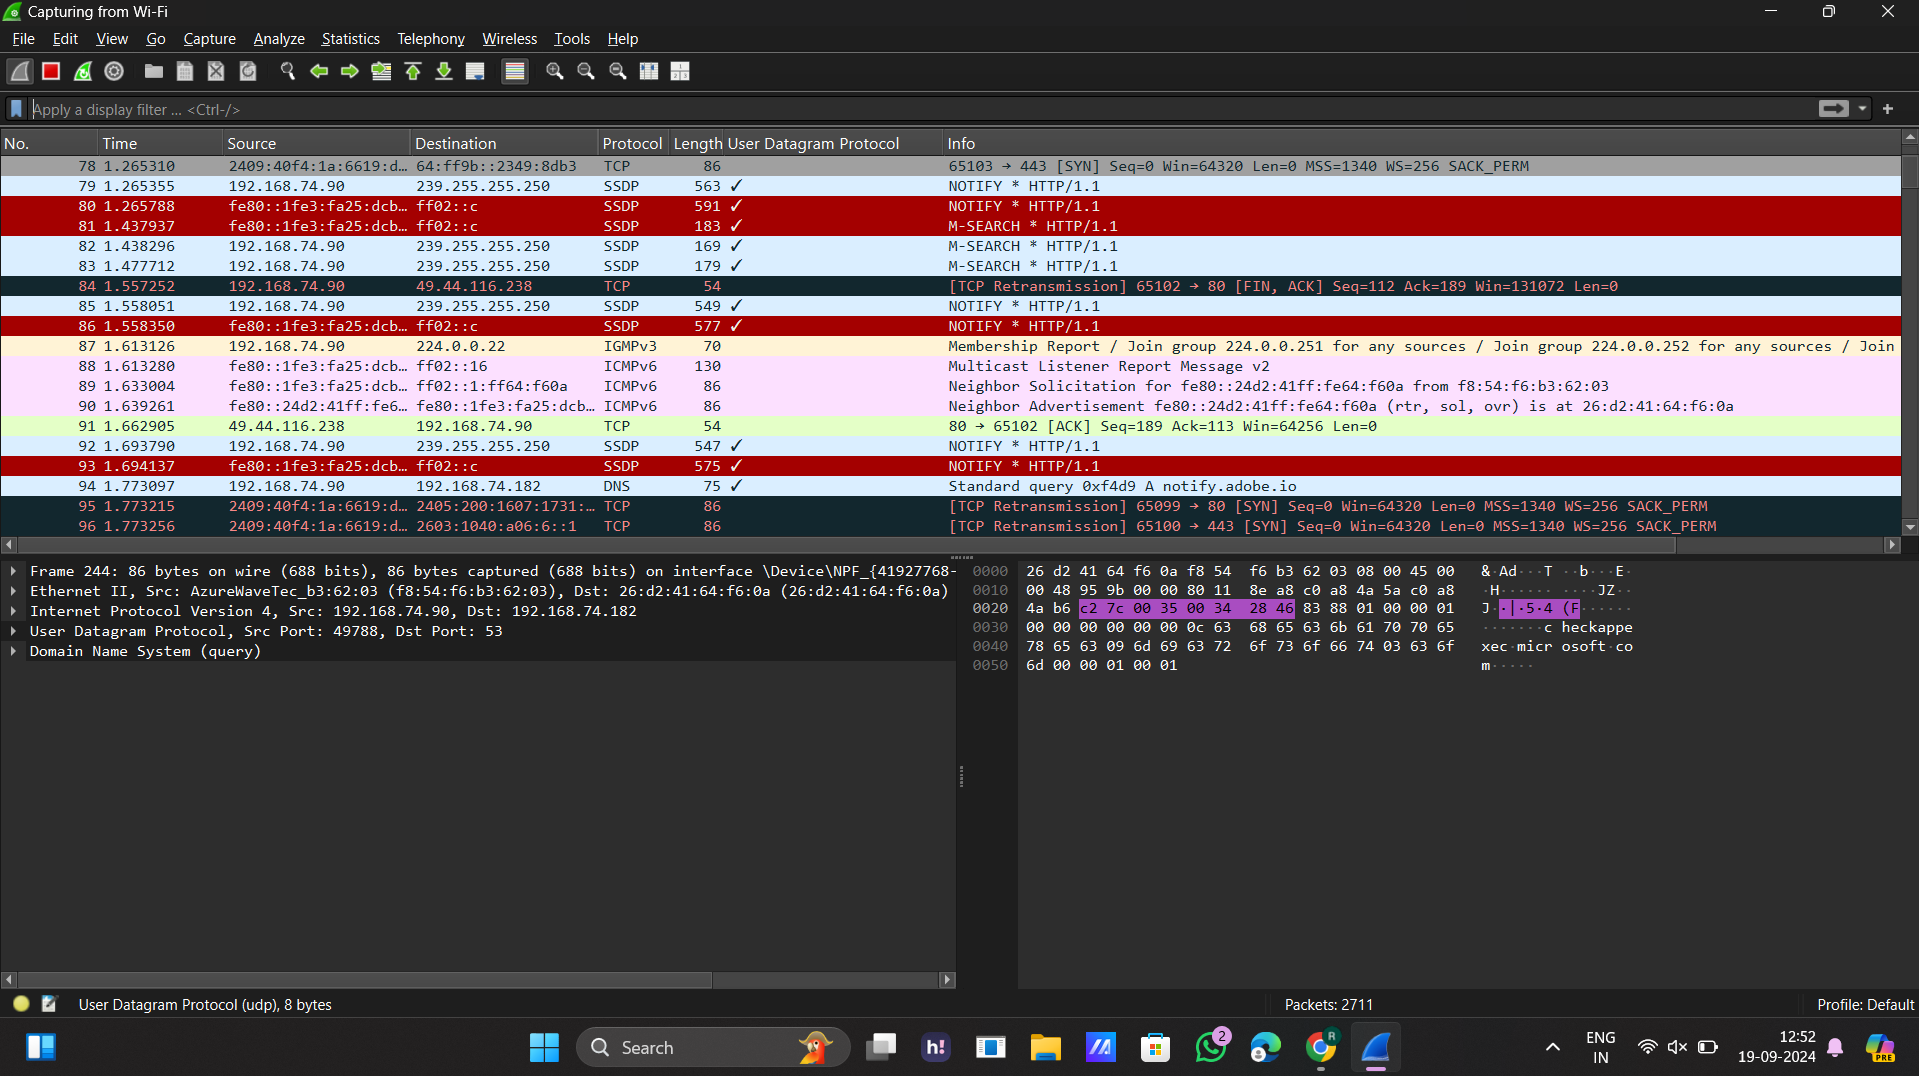 Capturing from Wi-Fi
File Edit View Go Capture Analyze Statistics Telephony Wireless Tools Help
Apply a display filter … <Ctrl-/>
No. Time Source Destination Protocol Length User Datagram Protocol Info
78 1.265310 2409:40f4:1a:6619:d… 64:ff9b::2349:8db3 TCP 86 65103 → 443 [SYN] Seq=0 Win=64320 Len=0 MSS=1340 WS=256 SACK_PERM
79 1.265355 192.168.74.90 239.255.255.250 SSDP 563 ✓ NOTIFY * HTTP/1.1
80 1.265788 fe80::1fe3:fa25:dcb… ff02::c SSDP 591 ✓ NOTIFY * HTTP/1.1
81 1.437937 fe80::1fe3:fa25:dcb… ff02::c SSDP 183 ✓ M-SEARCH * HTTP/1.1
82 1.438296 192.168.74.90 239.255.255.250 SSDP 169 ✓ M-SEARCH * HTTP/1.1
83 1.477712 192.168.74.90 239.255.255.250 SSDP 179 ✓ M-SEARCH * HTTP/1.1
84 1.557252 192.168.74.90 49.44.116.238 TCP 54 [TCP Retransmission] 65102 → 80 [FIN, ACK] Seq=112 Ack=189 Win=131072 Len=0
85 1.558051 192.168.74.90 239.255.255.250 SSDP 549 ✓ NOTIFY * HTTP/1.1
86 1.558350 fe80::1fe3:fa25:dcb… ff02::c SSDP 577 ✓ NOTIFY * HTTP/1.1
87 1.613126 192.168.74.90 224.0.0.22 IGMPv3 70 Membership Report / Join group 224.0.0.251 for any sources / Join group 224.0.0.252 for any sources / Join
88 1.613280 fe80::1fe3:fa25:dcb… ff02::16 ICMPv6 130 Multicast Listener Report Message v2
89 1.633004 fe80::1fe3:fa25:dcb… ff02::1:ff64:f60a ICMPv6 86 Neighbor Solicitation for fe80::24d2:41ff:fe64:f60a from f8:54:f6:b3:62:03
90 1.639261 fe80::24d2:41ff:fe6… fe80::1fe3:fa25:dcb… ICMPv6 86 Neighbor Advertisement fe80::24d2:41ff:fe64:f60a (rtr, sol, ovr) is at 26:d2:41:64:f6:0a
91 1.662905 49.44.116.238 192.168.74.90 TCP 54 80 → 65102 [ACK] Seq=189 Ack=113 Win=64256 Len=0
92 1.693790 192.168.74.90 239.255.255.250 SSDP 547 ✓ NOTIFY * HTTP/1.1
93 1.694137 fe80::1fe3:fa25:dcb… ff02::c SSDP 575 ✓ NOTIFY * HTTP/1.1
94 1.773097 192.168.74.90 192.168.74.182 DNS 75 ✓ Standard query 0xf4d9 A notify.adobe.io
95 1.773215 2409:40f4:1a:6619:d… 2405:200:1607:1731:… TCP 86 [TCP Retransmission] 65099 → 80 [SYN] Seq=0 Win=64320 Len=0 MSS=1340 WS=256 SACK_PERM
96 1.773256 2409:40f4:1a:6619:d… 2603:1040:a06:6::1 TCP 86 [TCP Retransmission] 65100 → 443 [SYN] Seq=0 Win=64320 Len=0 MSS=1340 WS=256 SACK_PERM
Frame 244: 86 bytes on wire (688 bits), 86 bytes captured (688 bits) on interface \Device\NPF_{41927768-
Ethernet II, Src: AzureWaveTec_b3:62:03 (f8:54:f6:b3:62:03), Dst: 26:d2:41:64:f6:0a (26:d2:41:64:f6:0a)
Internet Protocol Version 4, Src: 192.168.74.90, Dst: 192.168.74.182
User Datagram Protocol, Src Port: 49788, Dst Port: 53
Domain Name System (query)
0000 26 d2 41 64 f6 0a f8 54 f6 b3 62 03 08 00 45 00 &·Ad···T ··b···E·
0010 00 48 95 9b 00 00 80 11 8e a8 c0 a8 4a 5a c0 a8 ·H······ ····JZ··
0020 4a b6 c2 7c 00 35 00 34 28 46 83 88 01 00 00 01 J··|·5·4 (F······
0030 00 00 00 00 00 00 0c 63 68 65 63 6b 61 70 70 65 ·······c heckappe
0040 78 65 63 09 6d 69 63 72 6f 73 6f 66 74 03 63 6f xec·micr osoft·co
0050 6d 00 00 01 00 01 m·····
User Datagram Protocol (udp), 8 bytes
Packets: 2711
Profile: Default
Search
h!
2
R
ENG
IN
12:52
19-09-2024
PRE